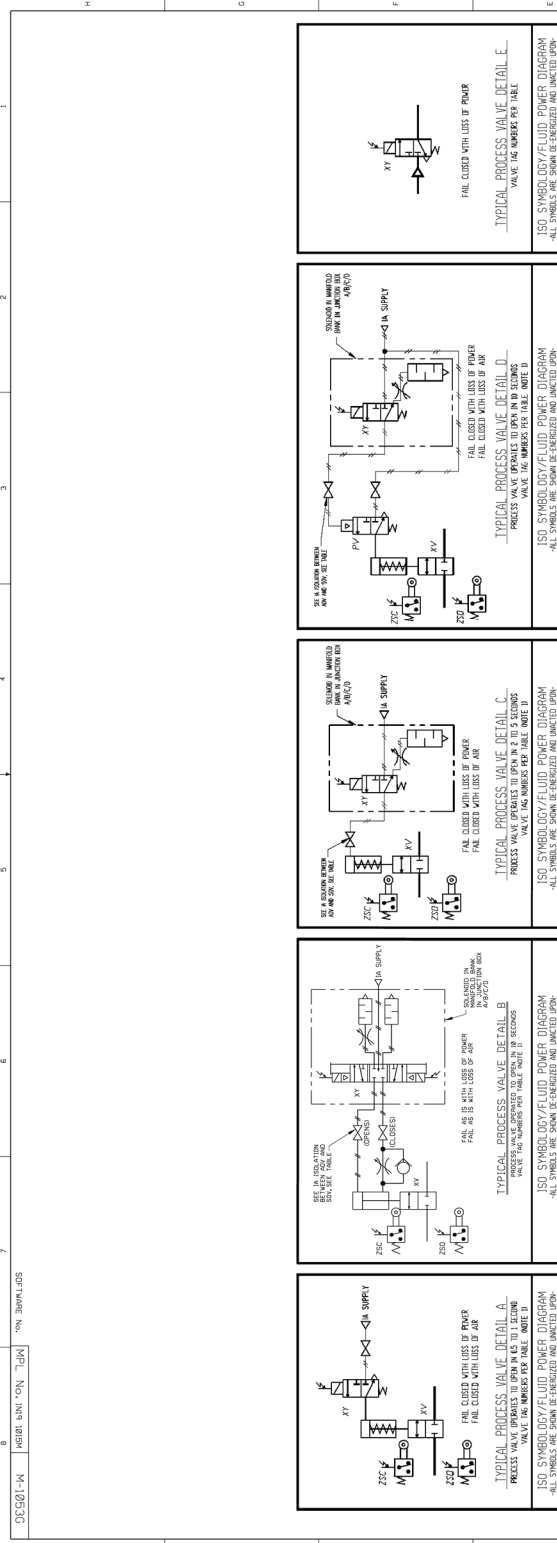 SOFTWARE No.
MPL No., 1N19 1015M
M-1053G
8
7
6
5
4
3
2
1
H
G
F
E
ZSC
ZSO
XY
XV
IA SUPPLY
FAIL CLOSED WITH LOSS OF POWER
FAIL CLOSED WITH LOSS OF AIR
TYPICAL PROCESS VALVE DETAIL A
PROCESS VALVE OPERATES TO OPEN IN 0.5 TO 1 SECOND
VALVE TAG NUMBERS PER TABLE (NOTE 1)
ISO SYMBOLOGY/FLUID POWER DIAGRAM
-ALL SYMBOLS ARE SHOWN DE-ENERGIZED AND UNACTED UPON-
SEE IA ISOLATION
BETWEEN AOV AND
SOV, SEE TABLE
ZSC
ZSO
XY
XV
(OPENS)
(CLOSES)
IA SUPPLY
SOLENOID IN
MANIFOLD BANK
IN JUNCTION BOX
A/B/C/D
FAIL AS IS WITH LOSS OF POWER
FAIL AS IS WITH LOSS OF AIR
TYPICAL PROCESS VALVE DETAIL B
PROCESS VALVE OPERATED TO OPEN IN 10 SECONDS
VALVE TAG NUMBERS PER TABLE (NOTE 1)
ISO SYMBOLOGY/FLUID POWER DIAGRAM
-ALL SYMBOLS ARE SHOWN DE-ENERGIZED AND UNACTED UPON-
SEE IA ISOLATION BETWEEN
AOV AND SOV, SEE TABLE
SOLENOID IN MANIFOLD
BANK IN JUNCTION BOX
A/B/C/D
ZSC
ZSO
XY
XV
IA SUPPLY
FAIL CLOSED WITH LOSS OF POWER
FAIL CLOSED WITH LOSS OF AIR
TYPICAL PROCESS VALVE DETAIL C
PROCESS VALVE OPERATES TO OPEN IN 2 TO 5 SECONDS
VALVE TAG NUMBERS PER TABLE (NOTE 1)
ISO SYMBOLOGY/FLUID POWER DIAGRAM
-ALL SYMBOLS ARE SHOWN DE-ENERGIZED AND UNACTED UPON-
SEE IA ISOLATION BETWEEN
AOV AND SOV, SEE TABLE
SOLENOID IN MANIFOLD
BANK IN JUNCTION BOX
A/B/C/D
ZSC
ZSO
PV
XY
XV
IA SUPPLY
FAIL CLOSED WITH LOSS OF POWER
FAIL CLOSED WITH LOSS OF AIR
TYPICAL PROCESS VALVE DETAIL D
PROCESS VALVE OPERATES TO OPEN IN 10 SECONDS
VALVE TAG NUMBERS PER TABLE (NOTE 1)
ISO SYMBOLOGY/FLUID POWER DIAGRAM
-ALL SYMBOLS ARE SHOWN DE-ENERGIZED AND UNACTED UPON-
XY
FAIL CLOSED WITH LOSS OF POWER
TYPICAL PROCESS VALVE DETAIL E
VALVE TAG NUMBERS PER TABLE
ISO SYMBOLOGY/FLUID POWER DIAGRAM
-ALL SYMBOLS ARE SHOWN DE-ENERGIZED AND UNACTED UPON-